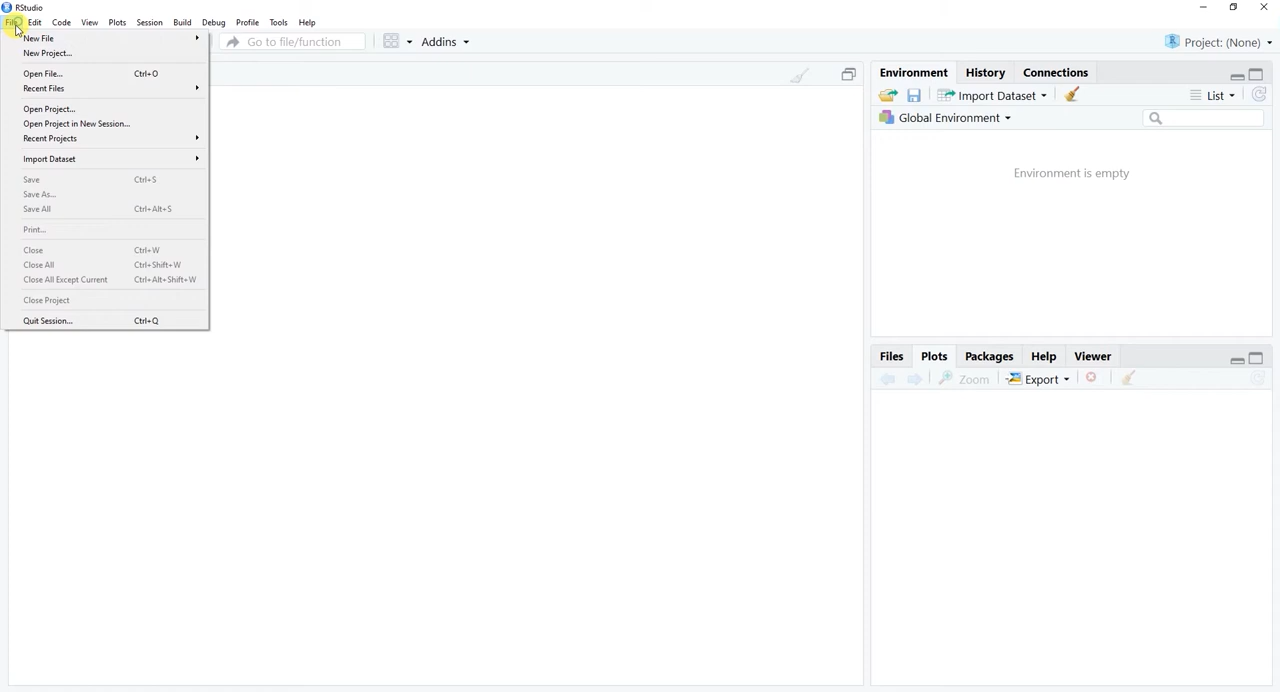 RStudio
File Edit Code View Plots Session Build Debug Profile Tools Help
Go to file/function Addins Project: (None)
New File
New Project...
Open File... Ctrl+O
Recent Files
Open Project...
Open Project in New Session...
Recent Projects
Import Dataset
Save Ctrl+S
Save As...
Save All Ctrl+Alt+S
Print...
Close Ctrl+W
Close All Ctrl+Shift+W
Close All Except Current Ctrl+Alt+Shift+W
Close Project
Quit Session... Ctrl+Q
Environment History Connections
Import Dataset List
Global Environment
Environment is empty
Files Plots Packages Help Viewer
Zoom Export